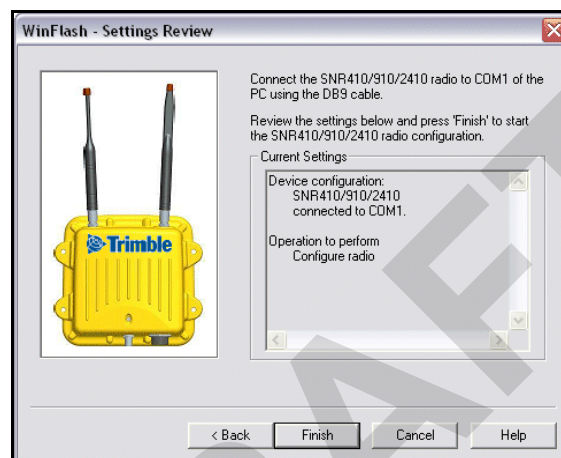 WinFlash - Settings Review
Trimble
Connect the SNR410/910/2410 radio to COM1 of the
PC using the DB9 cable.
Review the settings below and press 'Finish' to start
the SNR410/910/2410 radio configuration.
Current Settings
Device configuration:
SNR410/910/2410
connected to COM1.
Operation to perform
Configure radio
< Back
Finish
Cancel
Help